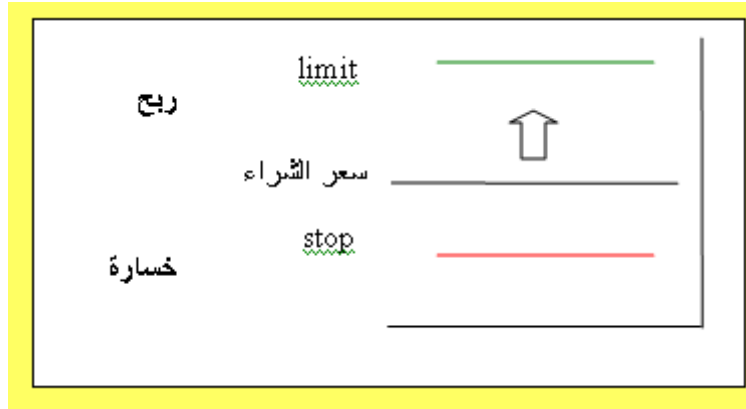 limit
ربح
سعر الشراء
stop
خسارة